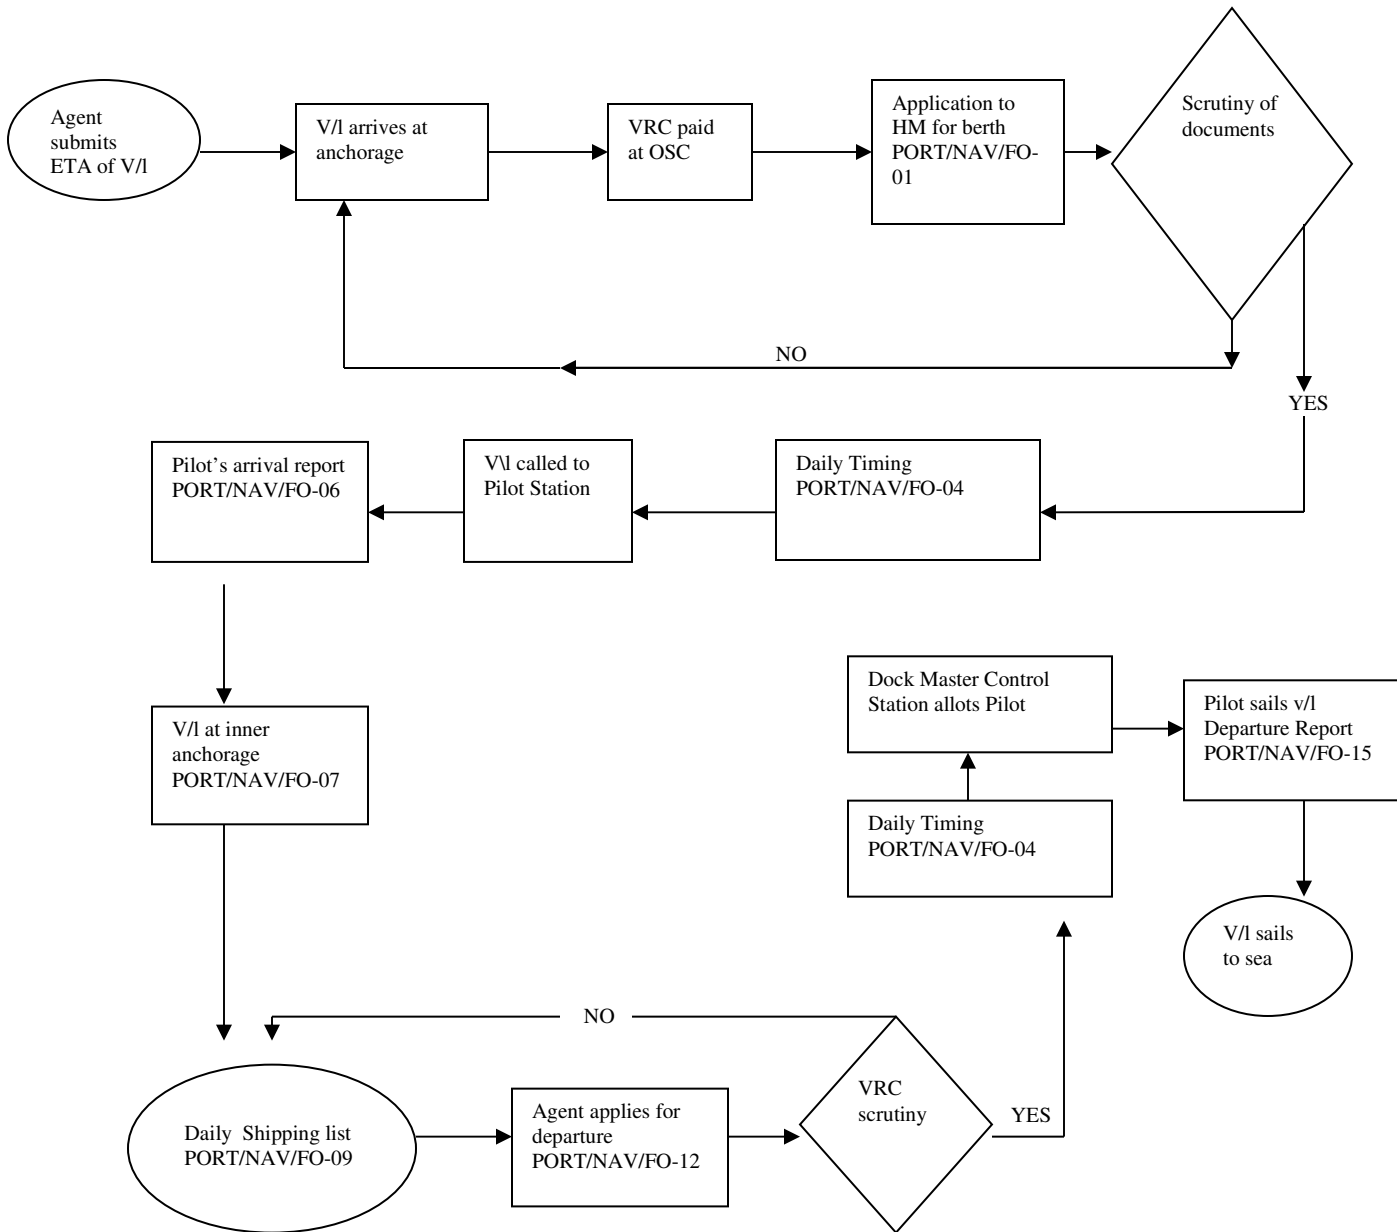 Agent
submits
ETA of V/l
V/l arrives at
anchorage
VRC paid
at OSC
Application to
HM for berth
PORT/NAV/FO-
01
Scrutiny of
documents
NO
YES
Pilot's arrival report
PORT/NAV/FO-06
V\l called to
Pilot Station
Daily Timing
PORT/NAV/FO-04
V/l at inner
anchorage
PORT/NAV/FO-07
Dock Master Control
Station allots Pilot
Pilot sails v/l
Departure Report
PORT/NAV/FO-15
Daily Timing
PORT/NAV/FO-04
V/l sails
to sea
NO
Daily  Shipping list
PORT/NAV/FO-09
Agent applies for
departure
PORT/NAV/FO-12
VRC
scrutiny
YES